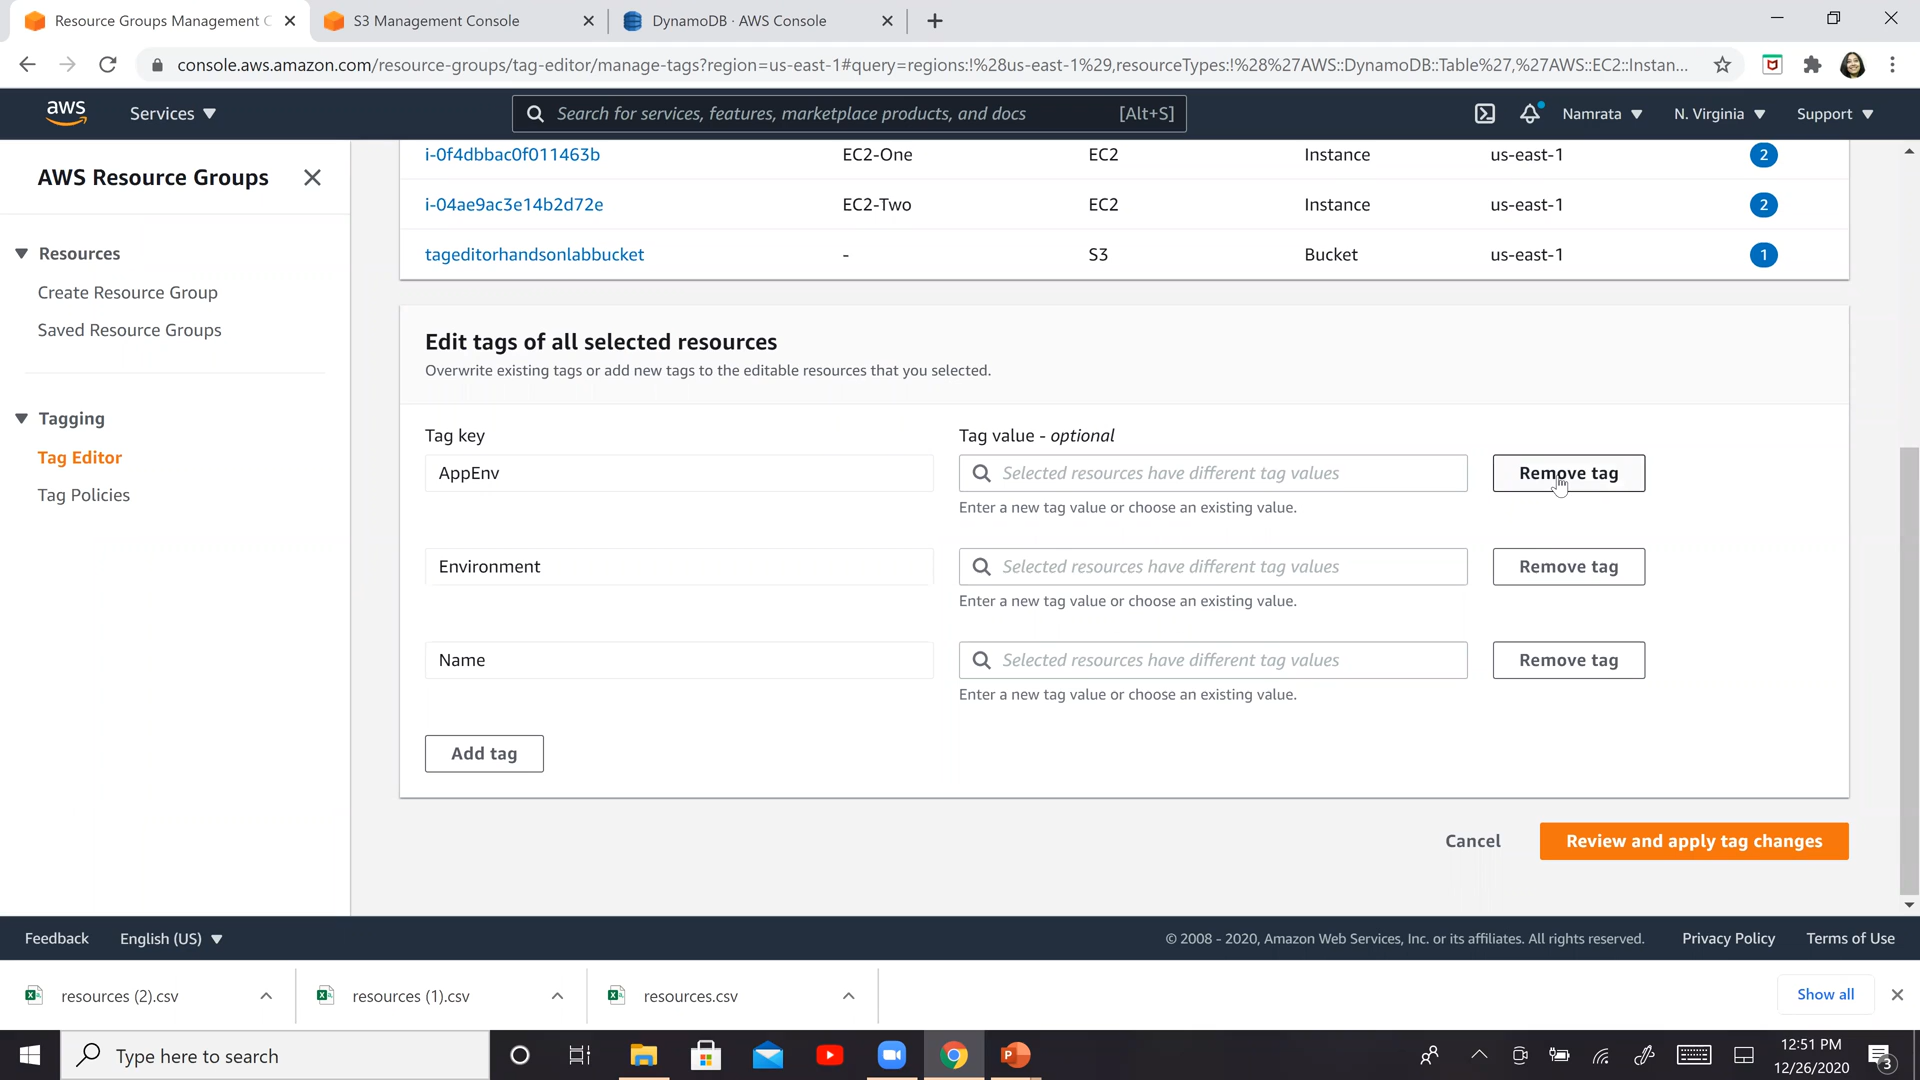 Resource Groups Management C
S3 Management Console
DynamoDB · AWS Console
console.aws.amazon.com/resource-groups/tag-editor/manage-tags?region=us-east-1#query=regions:!%28us-east-1%29,resourceTypes:!%28%27AWS::DynamoDB::Table%27,%27AWS::EC2::Instan...
aws
Services
Search for services, features, marketplace products, and docs
[Alt+S]
Namrata
N. Virginia
Support
AWS Resource Groups
Resources
Create Resource Group
Saved Resource Groups
Tagging
Tag Editor
Tag Policies
i-0f4dbbac0f011463b EC2-One EC2 Instance us-east-1 2
i-04ae9ac3e14b2d72e EC2-Two EC2 Instance us-east-1 2
tageditorhandsonlabbucket - S3 Bucket us-east-1 1
Edit tags of all selected resources
Overwrite existing tags or add new tags to the editable resources that you selected.
Tag key Tag value - optional
AppEnv Selected resources have different tag values Remove tag
Enter a new tag value or choose an existing value.
Environment Selected resources have different tag values Remove tag
Enter a new tag value or choose an existing value.
Name Selected resources have different tag values Remove tag
Enter a new tag value or choose an existing value.
Add tag
Cancel Review and apply tag changes
Feedback English (US) © 2008 - 2020, Amazon Web Services, Inc. or its affiliates. All rights reserved. Privacy Policy Terms of Use
resources (2).csv resources (1).csv resources.csv Show all
Type here to search
12:51 PM
12/26/2020
3